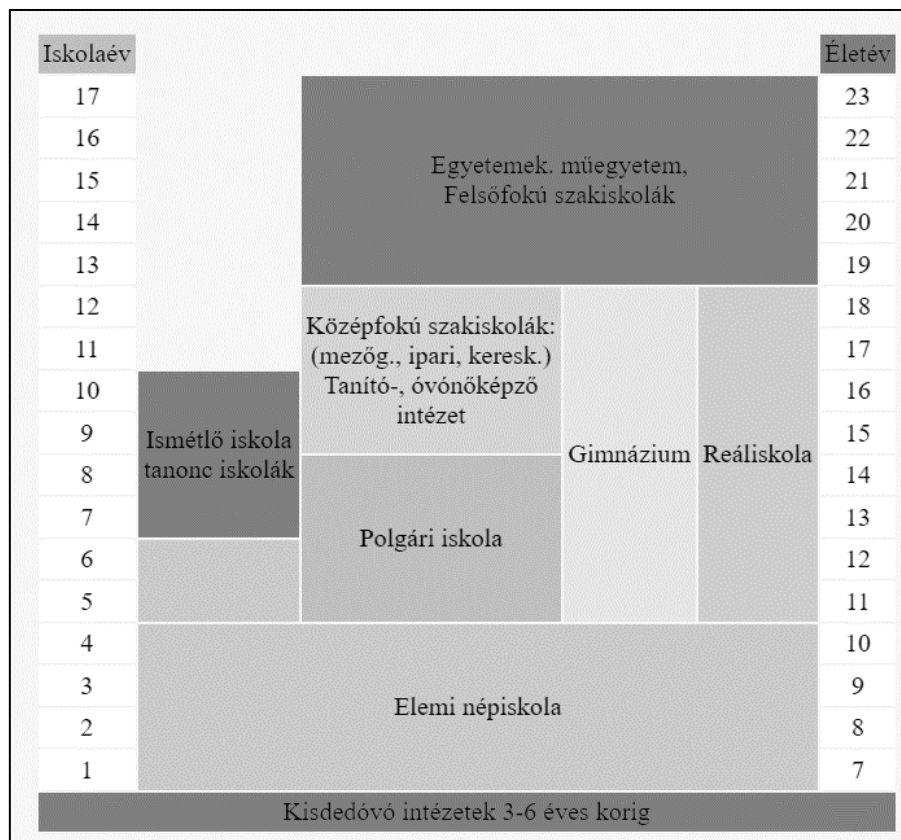 Iskolaév
Életév
17
23
16
22
Egyetemek. műegyetem,
15
21
Felsőfokú szakiskolák
14
20
13
19
12
18
Középfokú szakiskolák:
11
(mezőg., ipari, keresk.)
17
10
Tanító-, óvónőképző
16
intézet
9
15
Ismétlő iskola
Gimnázium
Reáliskola
8
tanonc iskolák
14
7
13
Polgári iskola
6
12
5
11
4
10
3
9
Elemi népiskola
2
8
1
7
Kisdedóvó intézetek 3-6 éves korig